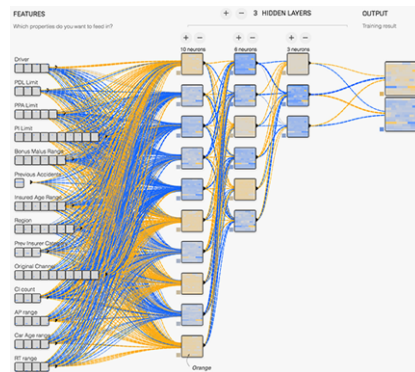 FEATURES
Which properties do you want to feed in?
+ − 3 HIDDEN LAYERS
OUTPUT
Training result
+ −
+ −
+ −
10 neurons
6 neurons
3 neurons
Driver
PDL Limit
PPA Limit
PI Limit
Bonus Malus Range
Previous Accidents
Insured Age Range
Region
Prev Insurer Class
Original Channel
CI count
AP range
Car Age range
RT range
Orange